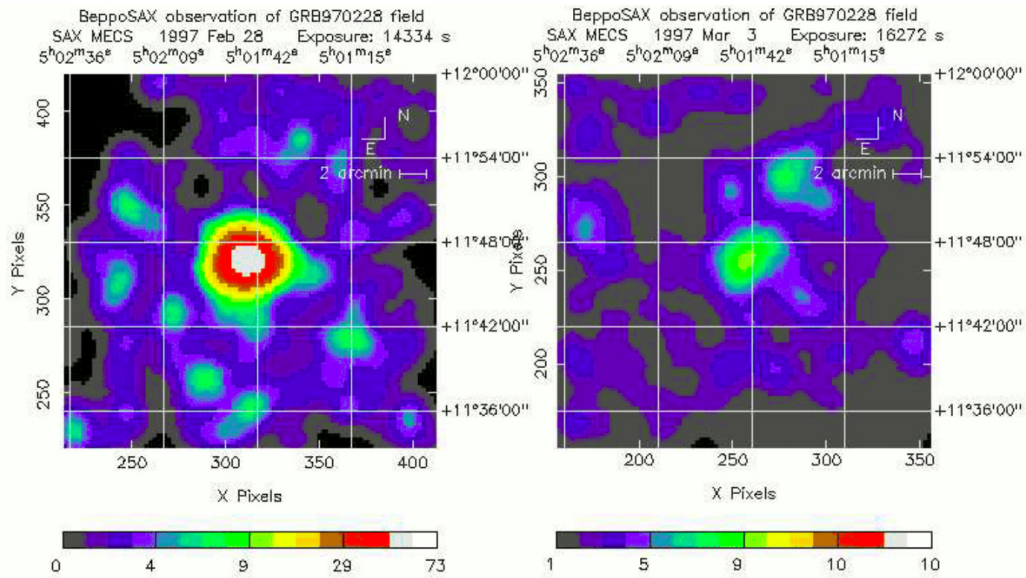 BeppoSAX observation of GRB970228 field
SAX MECS 1997 Feb 28 Exposure: 14334 s
5ʰ02ᵐ36ˢ 5ʰ02ᵐ09ˢ 5ʰ01ᵐ42ˢ 5ʰ01ᵐ15ˢ
+12°00'00"
+11°54'00"
+11°48'00"
+11°42'00"
+11°36'00"
N
E
2 arcmin
400
350
300
250
Y Pixels
250 300 350 400
X Pixels
0 4 9 29 73
BeppoSAX observation of GRB970228 field
SAX MECS 1997 Mar 3 Exposure: 16272 s
5ʰ02ᵐ36ˢ 5ʰ02ᵐ09ˢ 5ʰ01ᵐ42ˢ 5ʰ01ᵐ15ˢ
+12°00'00"
+11°54'00"
+11°48'00"
+11°42'00"
+11°36'00"
N
E
2 arcmin
350
300
250
200
Y Pixels
200 250 300 350
X Pixels
1 5 9 10 10